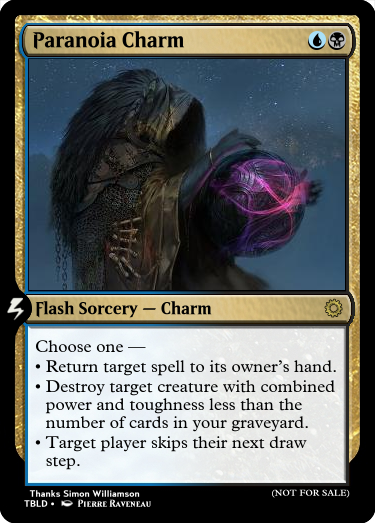 Paranoia Charm
Flash Sorcery — Charm
Choose one —
• Return target spell to its owner's hand.
• Destroy target creature with combined
power and toughness less than the
number of cards in your graveyard.
• Target player skips their next draw
step.
Thanks Simon Williamson
(NOT FOR SALE)
TBLD • Pierre Raveneau